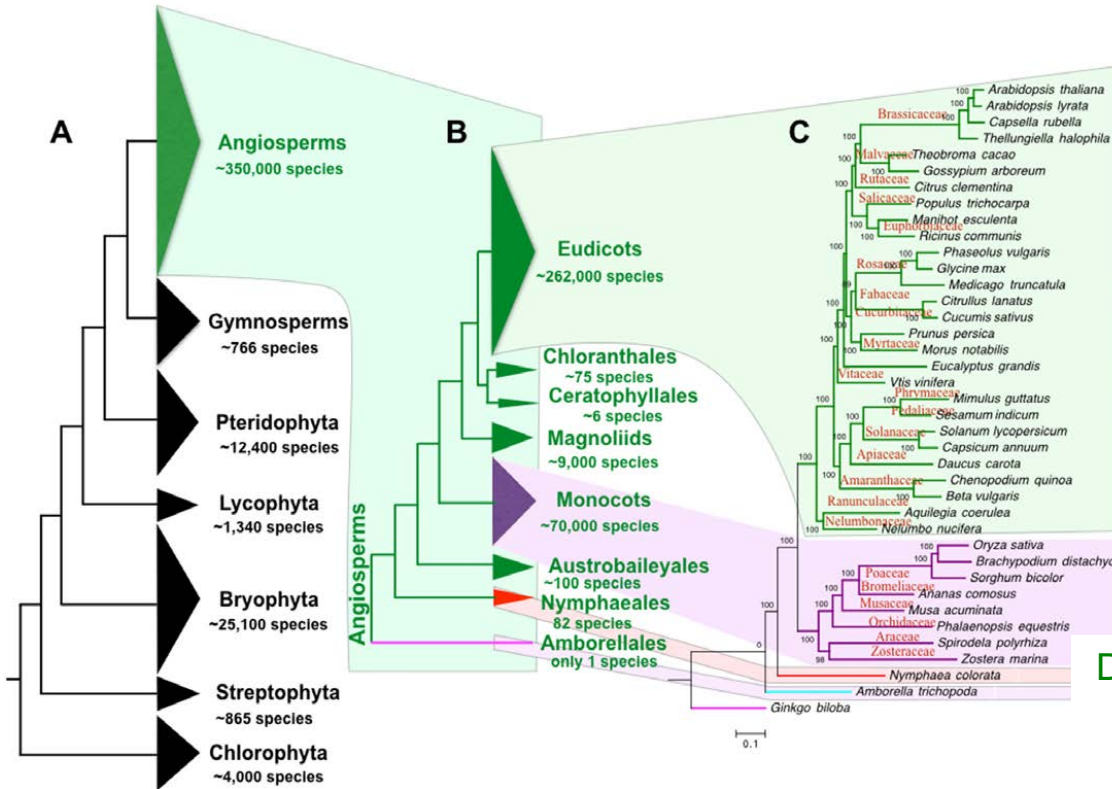 A
Angiosperms
~350,000 species
Gymnosperms
~766 species
Pteridophyta
~12,400 species
Lycophyta
~1,340 species
Bryophyta
~25,100 species
Streptophyta
~865 species
Chlorophyta
~4,000 species
B
Angiosperms
Eudicots
~262,000 species
Chloranthales
~75 species
Ceratophyllales
~6 species
Magnoliids
~9,000 species
Monocots
~70,000 species
Austrobaileyales
~100 species
Nymphaeales
82 species
Amborellales
only 1 species
C
Brassicaceae
Arabidopsis thaliana
Arabidopsis lyrata
Capsella rubella
Thellungiella halophila
Malvaceae
Theobroma cacao
Gossypium arboreum
Rutaceae
Citrus clementina
Salicaceae
Populus trichocarpa
Manihot esculenta
Euphorbiaceae
Ricinus communis
Phaseolus vulgaris
Rosaceae
Glycine max
Medicago truncatula
Fabaceae
Citrullus lanatus
Cucurbitaceae
Cucumis sativus
Prunus persica
Myrtaceae
Morus notabilis
Eucalyptus grandis
Vitaceae
Vtis vinifera
Phrymaceae
Mimulus guttatus
Pedaliaceae
Sesamum indicum
Solanaceae
Solanum lycopersicum
Capsicum annuum
Apiaceae
Daucus carota
Amaranthaceae
Chenopodium quinoa
Beta vulgaris
Ranunculaceae
Aquilegia coerulea
Nelumbonaceae
Nelumbo nucifera
Oryza sativa
Brachypodium distachyo
Poaceae
Sorghum bicolor
Bromeliaceae
Ananas comosus
Musaceae
Musa acuminata
Orchidaceae
Phalaenopsis equestris
Araceae
Spirodela polyrhiza
Zosteraceae
Zostera marina
98
Nymphaea colorata
Amborella trichopoda
Ginkgo biloba
0
100
0.1
D